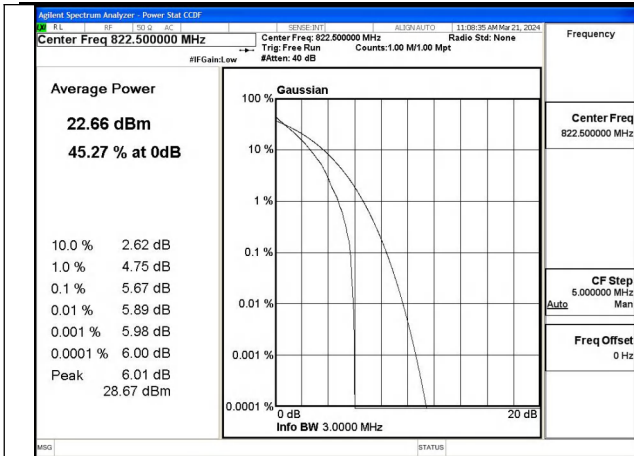 Agilent Spectrum Analyzer - Power Stat CCDF
RL RF 50 Ω AC SENSE:INT ALIGNAUTO 11:08:35 AM Mar 21, 2024
Center Freq 822.500000 MHz
Center Freq: 822.500000 MHz Radio Std: None
Trig: Free Run Counts:1.00 M/1.00 Mpt
#IFGain:Low #Atten: 40 dB
Frequency
Average Power
22.66 dBm
45.27 % at 0dB
10.0 % 2.62 dB
1.0 % 4.75 dB
0.1 % 5.67 dB
0.01 % 5.89 dB
0.001 % 5.98 dB
0.0001 % 6.00 dB
Peak 6.01 dB
28.67 dBm
Gaussian
100 %
10 %
1 %
0.1 %
0.01 %
0.001 %
0.0001 %
0 dB 20 dB
Info BW 3.0000 MHz
Center Freq
822.500000 MHz
CF Step
5.000000 MHz
Auto Man
Freq Offset
0 Hz
MSG STATUS